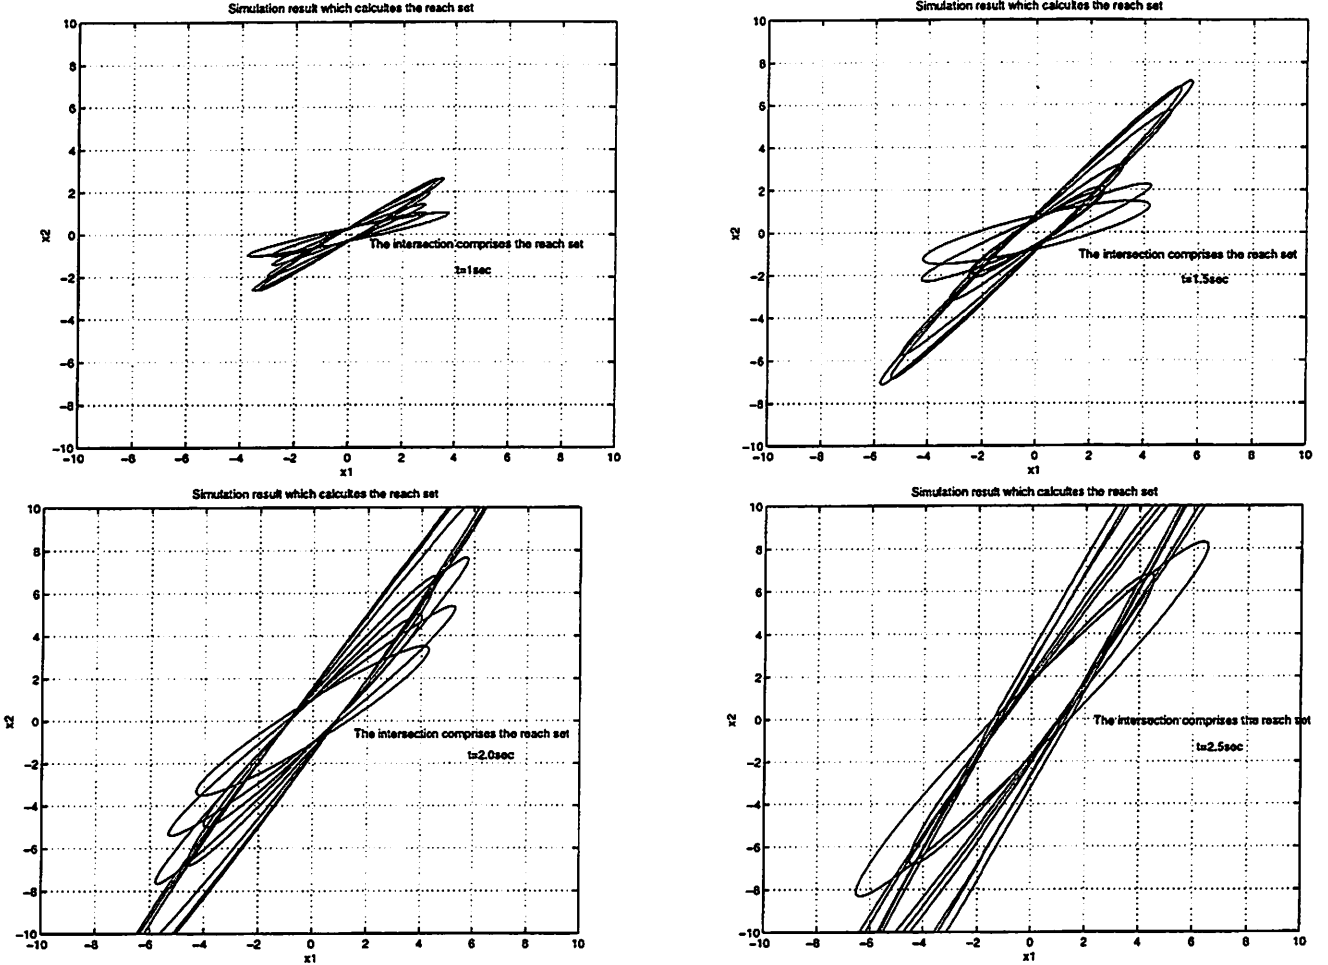 Simulation result which calcultes the reach set
10
8
6
4
2
0
−2
−4
−6
−8
−10
x2
The intersection comprises the reach set
t=1sec
−10 −8 −6 −4 −2 0 2 4 6 8 10
x1
Simulation result which calcultes the reach set
10
8
6
4
2
0
−2
−4
−6
−8
−10
x2
The intersection comprises the reach set
t=1.5sec
−10 −8 −6 −4 −2 0 2 4 6 8 10
x1
Simulation result which calcultes the reach set
10
8
6
4
2
0
−2
−4
−6
−8
−10
x2
The intersection comprises the reach set
t=2.0sec
−10 −8 −6 −4 −2 0 2 4 6 8 10
x1
Simulation result which calcultes the reach set
10
8
6
4
2
0
−2
−4
−6
−8
−10
x2
The intersection comprises the reach set
t=2.5sec
−10 −8 −6 −4 −2 0 2 4 6 8 10
x1